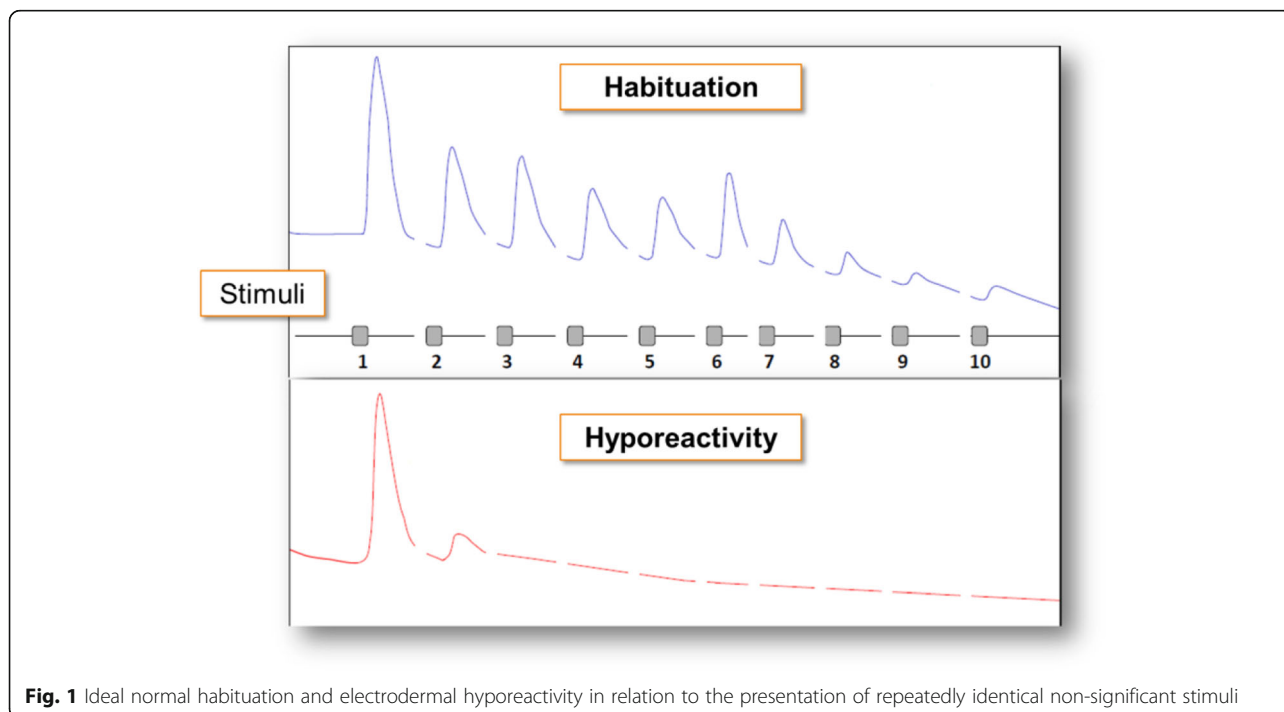 Habituation
Stimuli
1 2 3 4 5 6 7 8 9 10
Hyporeactivity
Fig. 1 Ideal normal habituation and electrodermal hyporeactivity in relation to the presentation of repeatedly identical non-significant stimuli